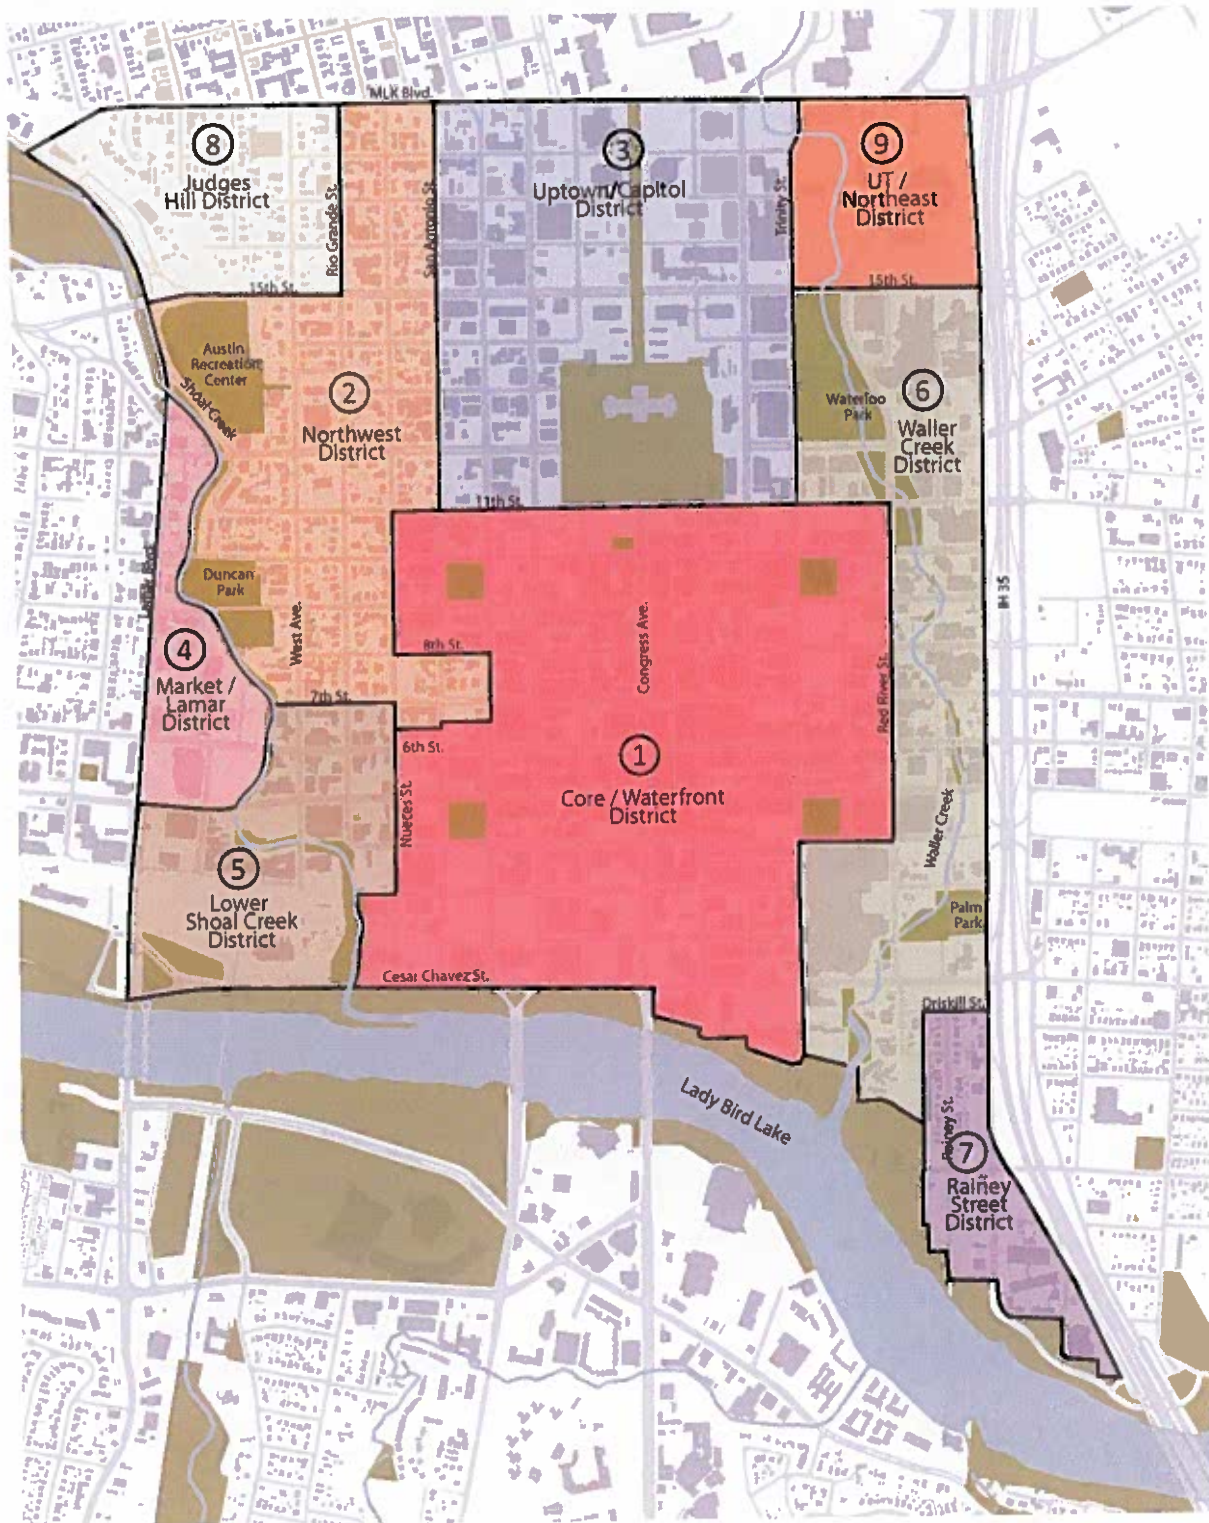 MLK Blvd.
8
Judges
Hill District
Rio Grande St.
San Antonio St.
3
Uptown/Capitol
District
Trinity St.
9
UT /
Northeast
District
15th St.
15th St.
Austin
Recreation
Center
Shoal Creek
2
Northwest
District
Waterloo
Park
6
Waller
Creek
District
11th St.
Lamar Blvd.
Duncan
Park
West Ave.
Congress Ave.
IH 35
4
Market /
Lamar
District
8th St.
Red River St.
7th St.
6th St.
1
Core / Waterfront
District
Nueces St.
Waller Creek
5
Lower
Shoal Creek
District
Palm
Park
Cesar Chavez St.
Driskill St.
Lady Bird Lake
Rainey St.
7
Rainey
Street
District